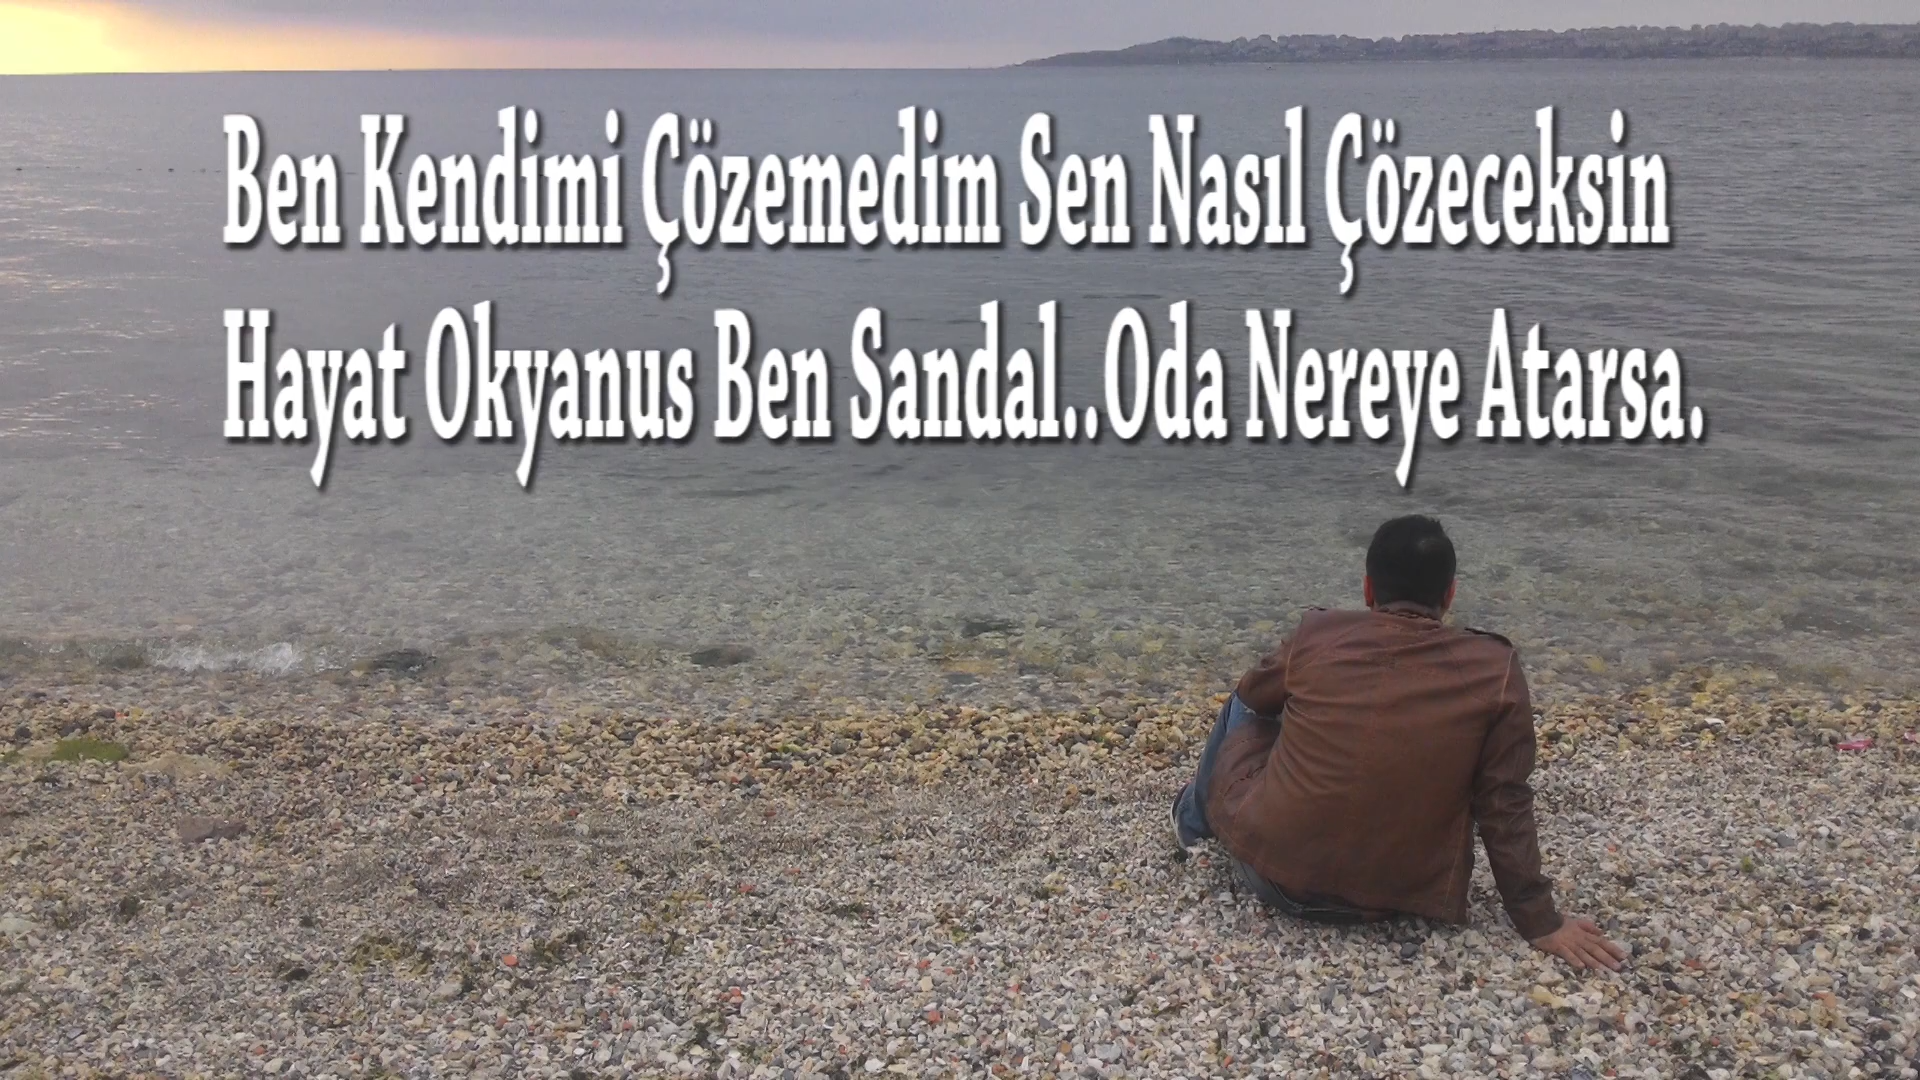 Ben Kendimi Çözemedim Sen Nasıl Çözeceksin
Hayat Okyanus Ben Sandal..Oda Nereye Atarsa.